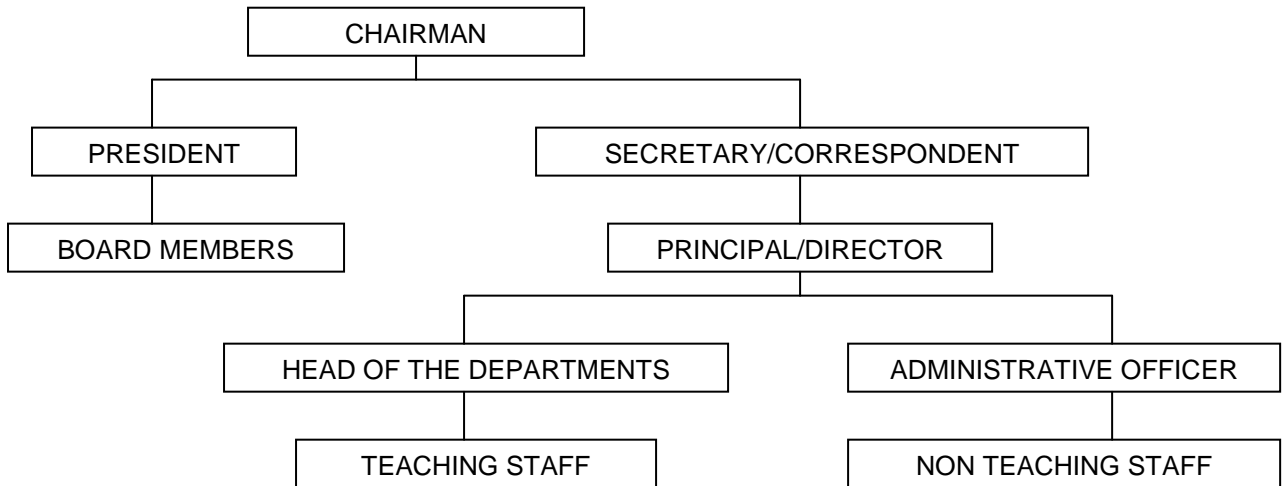 CHAIRMAN
PRESIDENT
SECRETARY/CORRESPONDENT
BOARD MEMBERS
PRINCIPAL/DIRECTOR
HEAD OF THE DEPARTMENTS
ADMINISTRATIVE OFFICER
TEACHING STAFF
NON TEACHING STAFF